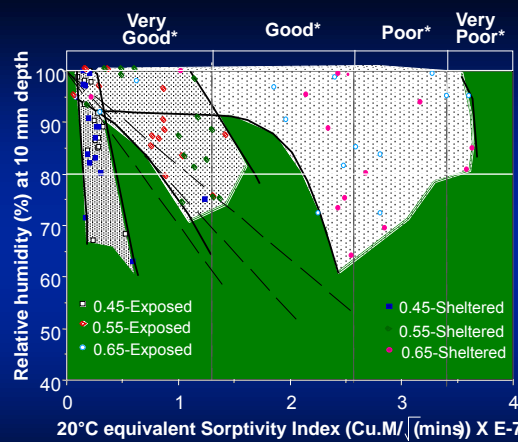 Very Good*
Good*
Poor*
Very Poor*
Relative humidity (%) at 10 mm depth
100
90
80
70
60
50
40
0.45-Exposed
0.55-Exposed
0.65-Exposed
0.45-Sheltered
0.55-Sheltered
0.65-Sheltered
0
1
2
3
4
20°C equivalent Sorptivity Index (Cu.M/√(mins)) X E-7